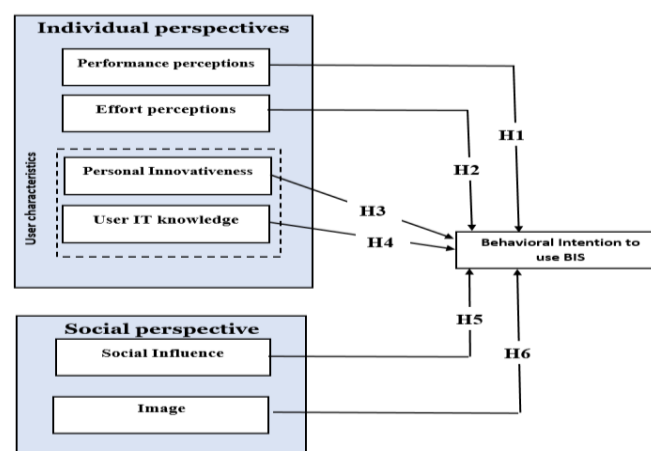 Individual perspectives
Performance perceptions
Effort perceptions
User characteristics
Personal Innovativeness
User IT knowledge
H1
H2
H3
H4
Behavioral Intention to
use BIS
H5
H6
Social perspective
Social Influence
Image